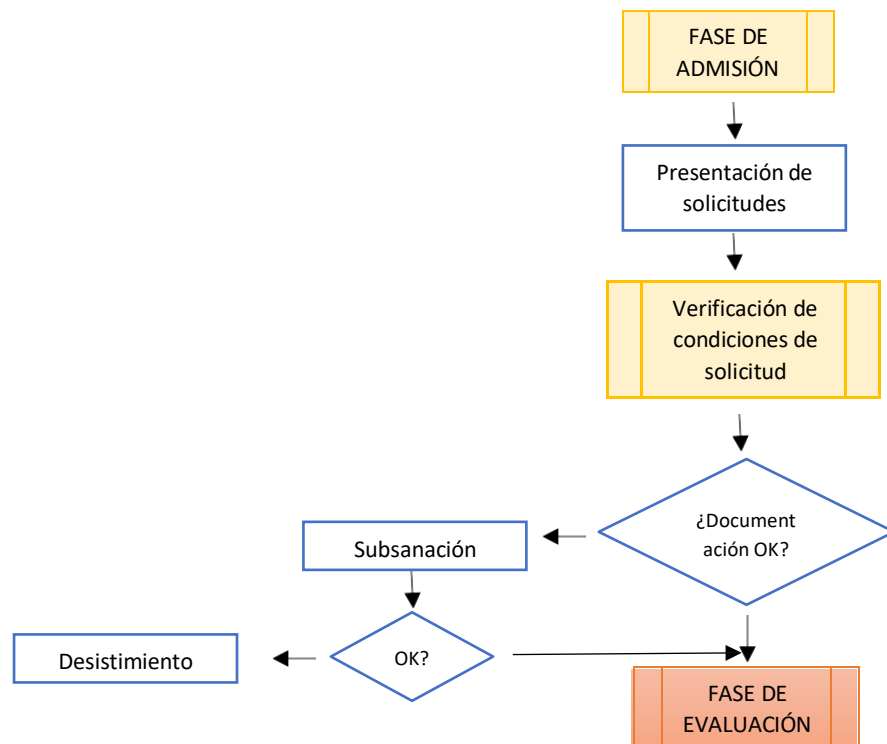 FASE DE
ADMISIÓN
Presentación de
solicitudes
Verificación de
condiciones de
solicitud
¿Document
ación OK?
Subsanación
OK?
Desistimiento
FASE DE
EVALUACIÓN